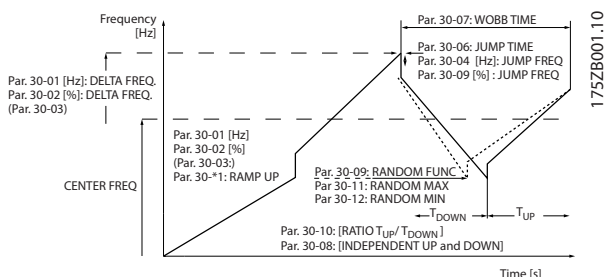 Frequency
[Hz]
Par. 30-07: WOBB TIME
Par. 30-06: JUMP TIME
Par. 30-04 [Hz]: JUMP FREQ
Par. 30-09 [%] : JUMP FREQ
Par. 30-01 [Hz]: DELTA FREQ.
Par. 30-02 [%]: DELTA FREQ.
(Par. 30-03)
Par. 30-01 [Hz]
Par. 30-02 [%]
(Par. 30-03:)
Par. 30-*1: RAMP UP
CENTER FREQ
Par. 30-09: RANDOM FUNC
Par 30-11: RANDOM MAX
Par 30-12: RANDOM MIN
TDOWN
TUP
Par. 30-10: [RATIO TUP/ TDOWN ]
Par. 30-08: [INDEPENDENT UP and DOWN]
Time [s]
175ZB001.10